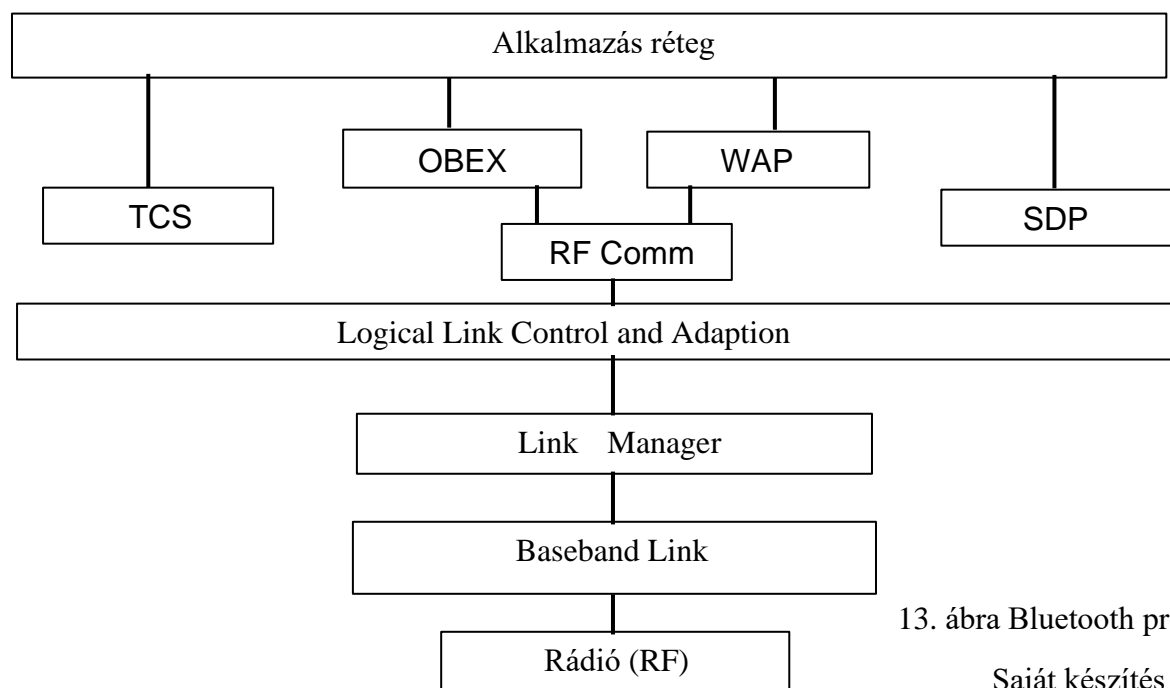 Alkalmazás réteg
OBEX
WAP
TCS
SDP
RF Comm
Logical Link Control and Adaption
Link Manager
Baseband Link
13. ábra Bluetooth pr
Rádió (RF)
Saját készítés